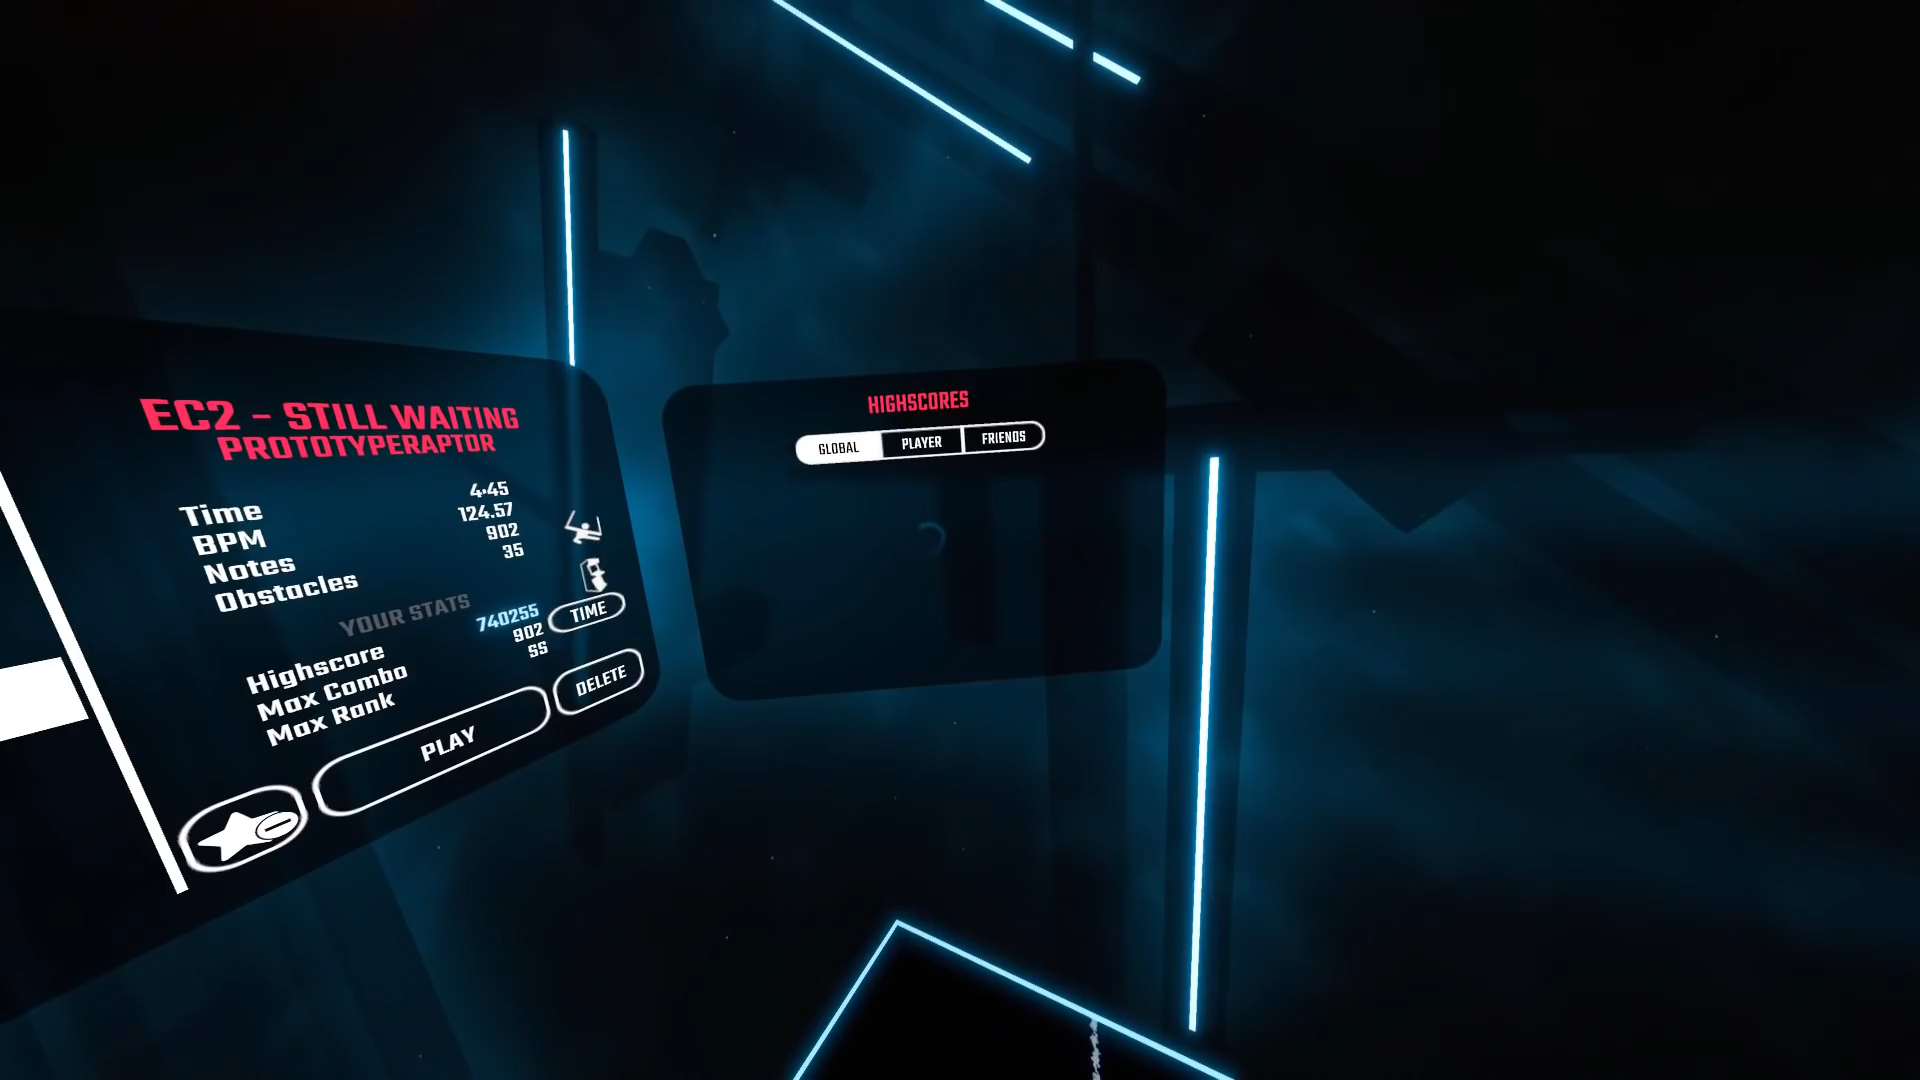 EC2 - STILL WAITING
PROTOTYPERAPTOR
Time 4:45
BPM 124.57
Notes 902
Obstacles 35
YOUR STATS
Highscore 740255
Max Combo 902
Max Rank SS
TIME
DELETE
PLAY
HIGHSCORES
GLOBAL PLAYER FRIENDS